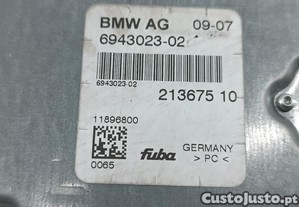 BMW AG 09-07
6943023-02
6943023-02
213675 10
11896800
0065
fuba
GERMANY
> PC <
CustoJusto.pt